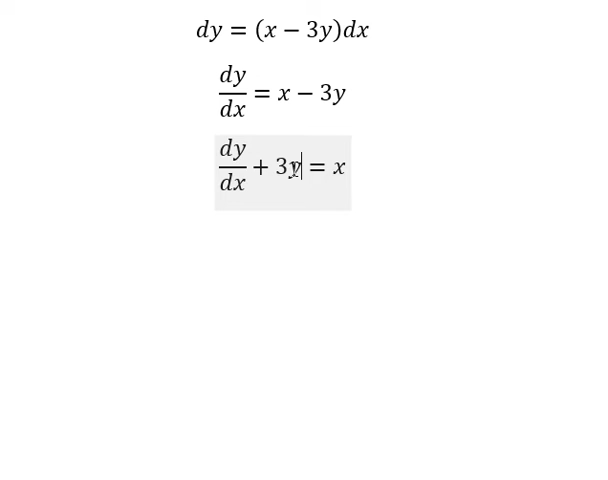 dy = (x − 3y)dx
dy/dx = x − 3y
dy/dx + 3y = x